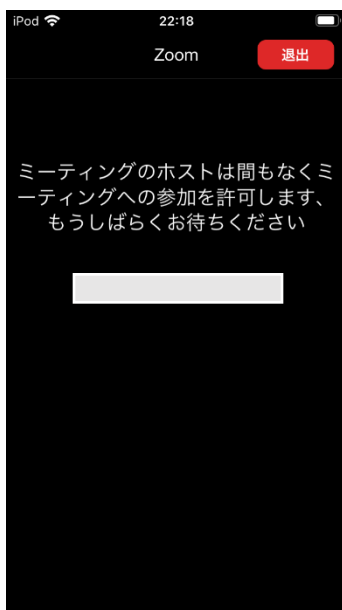 iPod 22:18
Zoom 退出
ミーティングのホストは間もなくミ
ーティングへの参加を許可します、
もうしばらくお待ちください